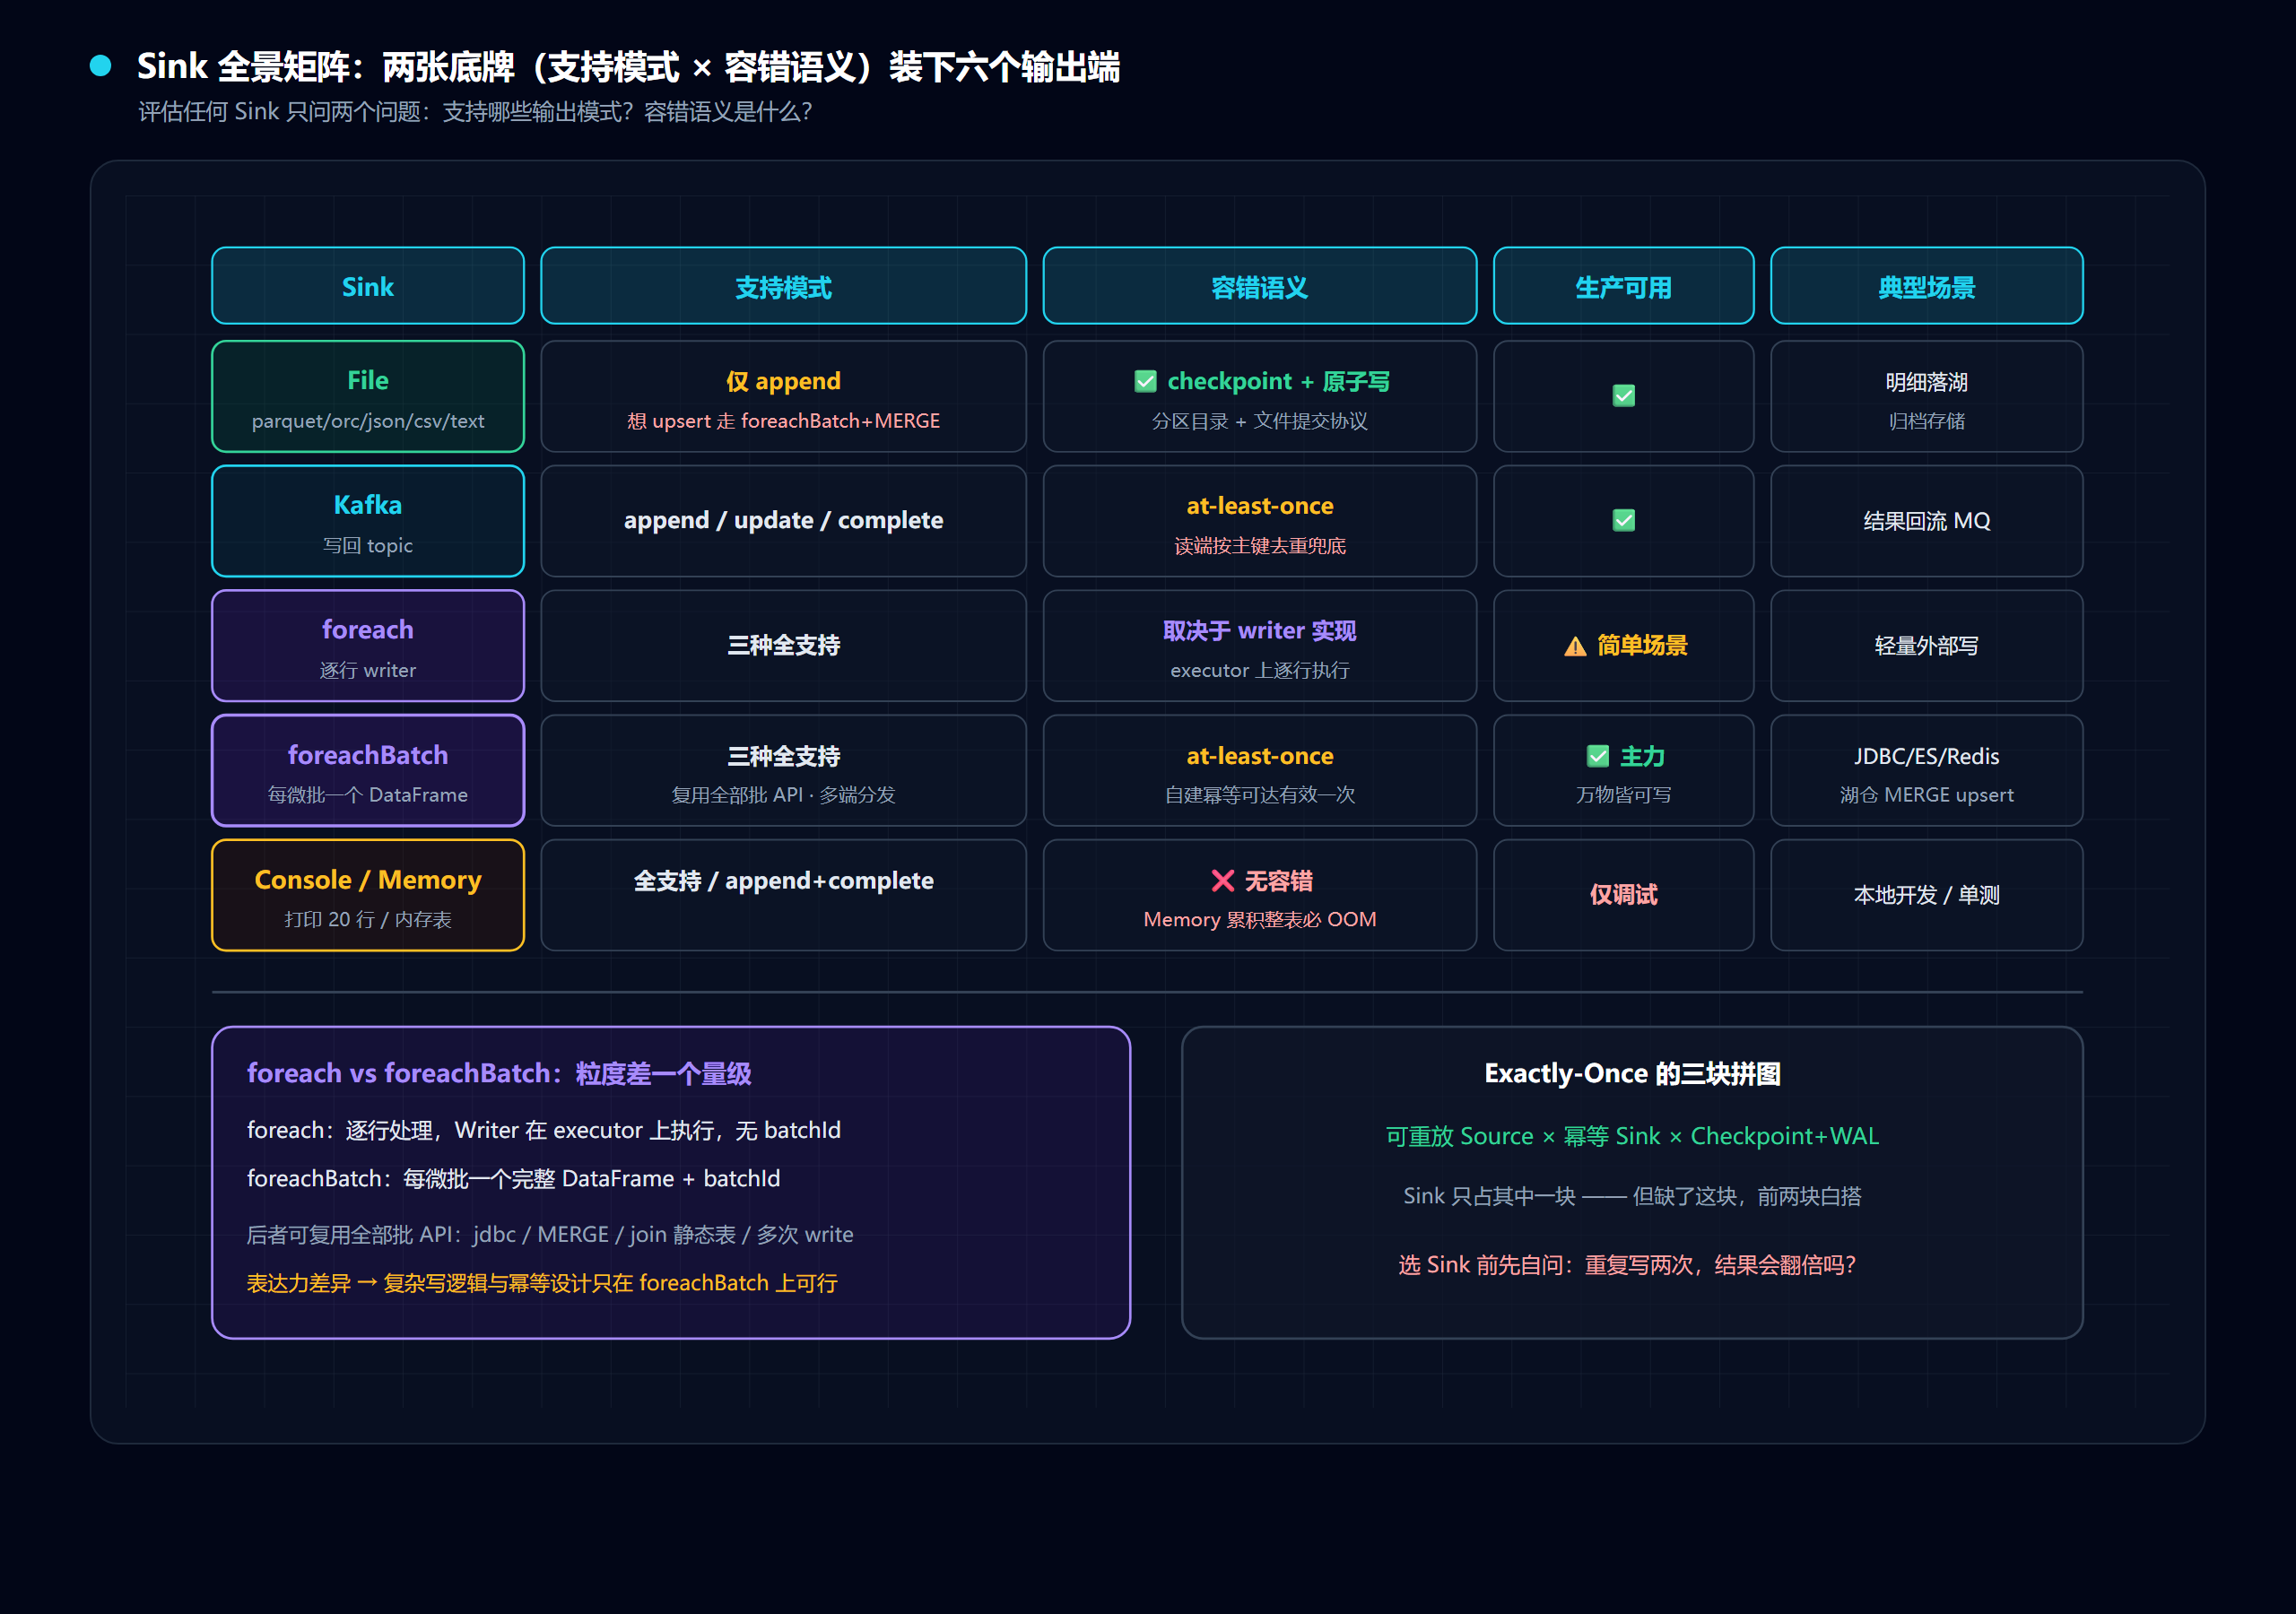 Sink 全景矩阵：两张底牌（支持模式 × 容错语义）装下六个输出端
评估任何 Sink 只问两个问题：支持哪些输出模式？容错语义是什么？
Sink
支持模式
容错语义
生产可用
典型场景
File
parquet/orc/json/csv/text
仅 append
想 upsert 走 foreachBatch+MERGE
✅ checkpoint + 原子写
分区目录 + 文件提交协议
✅
明细落湖
归档存储
Kafka
写回 topic
append / update / complete
at-least-once
读端按主键去重兜底
✅
结果回流 MQ
foreach
逐行 writer
三种全支持
取决于 writer 实现
executor 上逐行执行
⚠️ 简单场景
轻量外部写
foreachBatch
每微批一个 DataFrame
三种全支持
复用全部批 API · 多端分发
at-least-once
自建幂等可达有效一次
✅ 主力
万物皆可写
JDBC/ES/Redis
湖仓 MERGE upsert
Console / Memory
打印 20 行 / 内存表
全支持 / append+complete
❌ 无容错
Memory 累积整表必 OOM
仅调试
本地开发 / 单测
foreach vs foreachBatch：粒度差一个量级
foreach：逐行处理，Writer 在 executor 上执行，无 batchId
foreachBatch：每微批一个完整 DataFrame + batchId
后者可复用全部批 API：jdbc / MERGE / join 静态表 / 多次 write
表达力差异 → 复杂写逻辑与幂等设计只在 foreachBatch 上可行
Exactly-Once 的三块拼图
可重放 Source × 幂等 Sink × Checkpoint+WAL
Sink 只占其中一块 —— 但缺了这块，前两块白搭
选 Sink 前先自问：重复写两次，结果会翻倍吗？